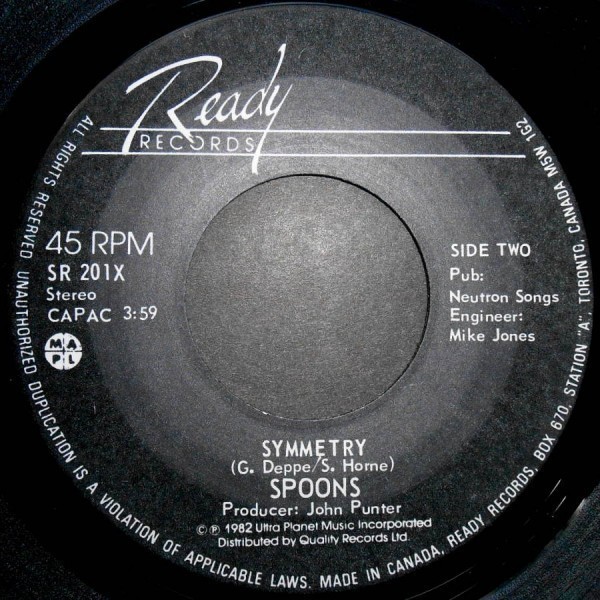 Ready
RECORDS
45 RPM
SR 201X
Stereo
CAPAC 3:59
MAPL
SIDE TWO
Pub:
Neutron Songs
Engineer:
Mike Jones
SYMMETRY
(G. Deppe/S. Horne)
SPOONS
Producer: John Punter
© ℗ 1982 Ultra Planet Music Incorporated
Distributed by Quality Records Ltd.
ALL RIGHTS RESERVED UNAUTHORIZED DUPLICATION IS A VIOLATION OF APPLICABLE LAWS. MADE IN CANADA, READY RECORDS, BOX 670, STATION "A", TORONTO, CANADA M5W 1G2